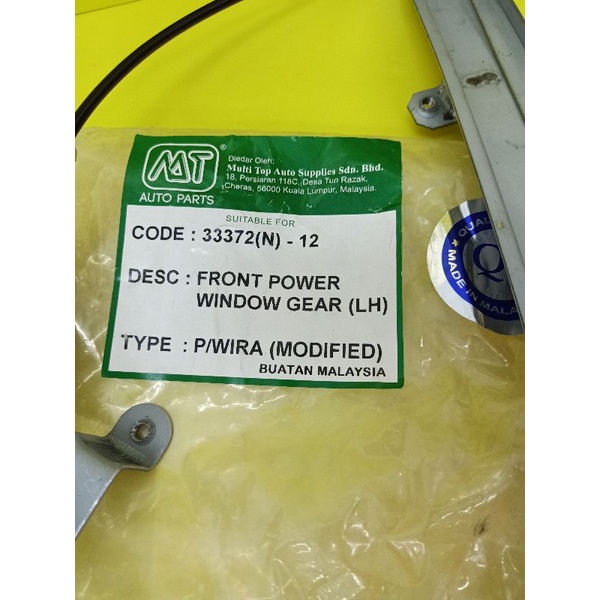 MT ®
AUTO PARTS
Diedar Oleh:
Multi Top Auto Supplies Sdn. Bhd.
18, Persiaran 118C, Desa Tun Razak,
Cheras, 56000 Kuala Lumpur, Malaysia.
SUITABLE FOR
CODE : 33372(N) - 12
DESC : FRONT POWER
WINDOW GEAR (LH)
TYPE : P/WIRA (MODIFIED)
BUATAN MALAYSIA
Q
MADE IN